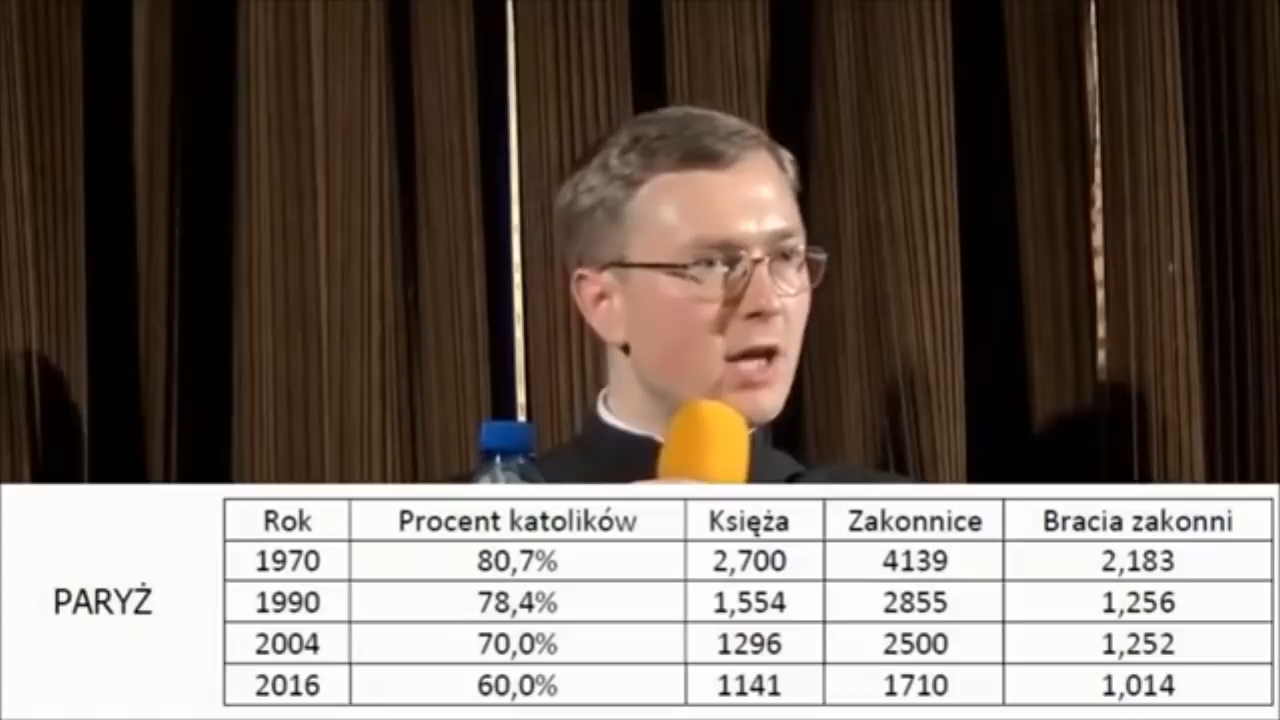 Rok Procent katolików Księża Zakonnice Bracia zakonni
1970 80,7% 2,700 4139 2,183
1990 78,4% 1,554 2855 1,256
PARYŻ
2004 70,0% 1296 2500 1,252
2016 60,0% 1141 1710 1,014